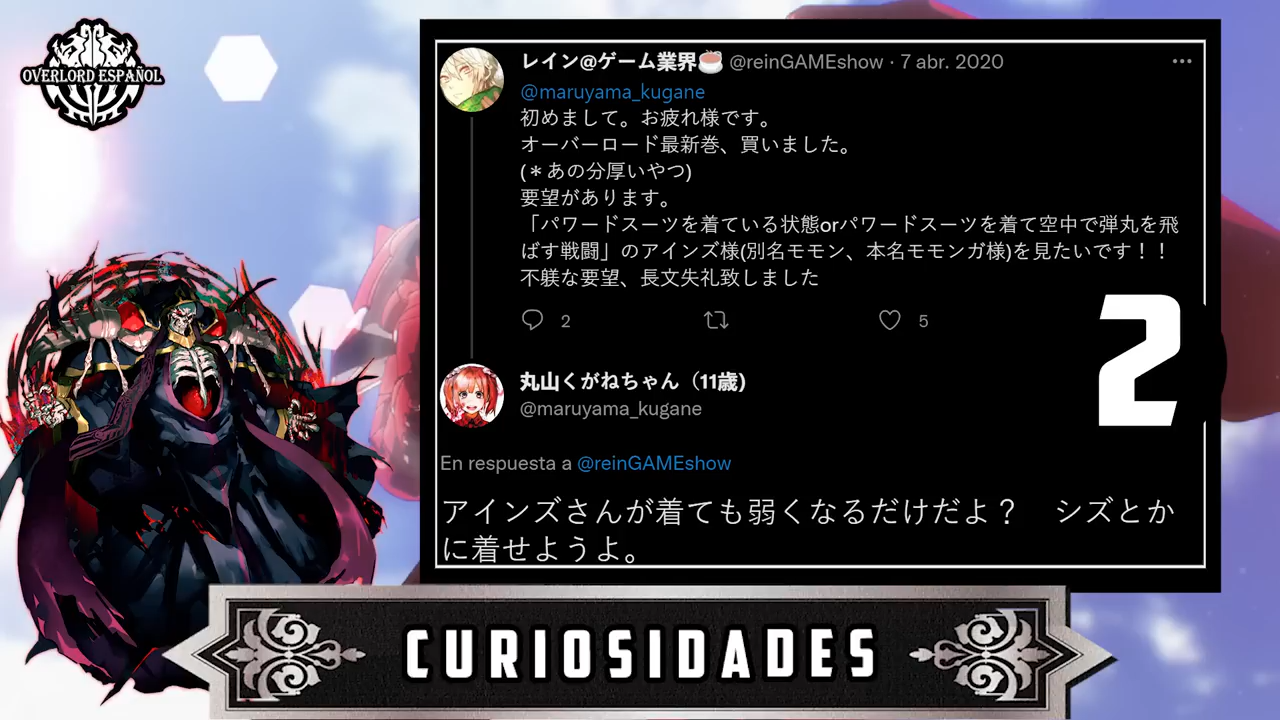 OVERLORD ESPAÑOL
レイン@ゲーム業界☕ @reinGAMEshow · 7 abr. 2020
@maruyama_kugane
初めまして。お疲れ様です。
オーバーロード最新巻、買いました。
(＊あの分厚いやつ)
要望があります。
「パワードスーツを着ている状態orパワードスーツを着て空中で弾丸を飛
ばす戦闘」のアインズ様(別名モモン、本名モモンガ様)を見たいです！！
不躾な要望、長文失礼致しました
2 5
2
丸山くがねちゃん（11歳)
@maruyama_kugane
En respuesta a @reinGAMEshow
アインズさんが着ても弱くなるだけだよ？　シズとか
に着せようよ。
CURIOSIDADES